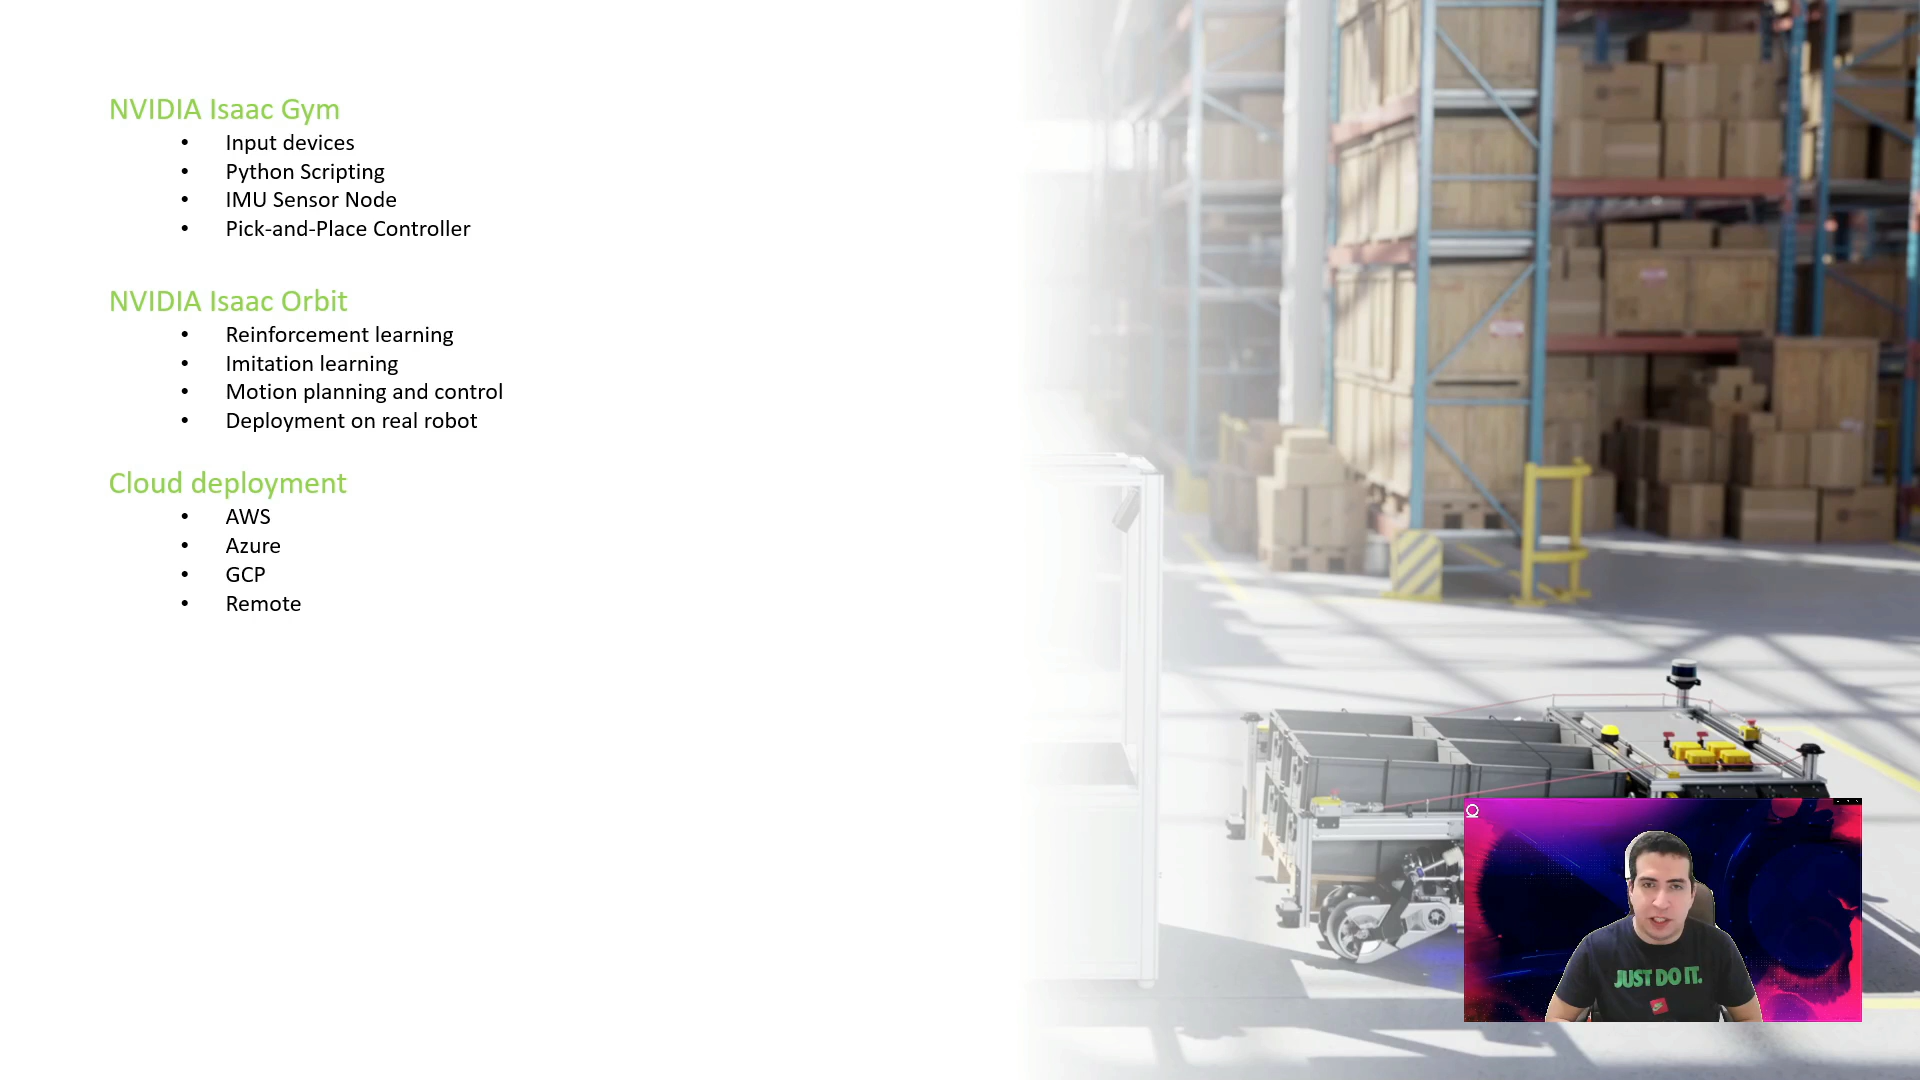 NVIDIA Isaac Gym
• Input devices
• Python Scripting
• IMU Sensor Node
• Pick-and-Place Controller
NVIDIA Isaac Orbit
• Reinforcement learning
• Imitation learning
• Motion planning and control
• Deployment on real robot
Cloud deployment
• AWS
• Azure
• GCP
• Remote
JUST DO IT.